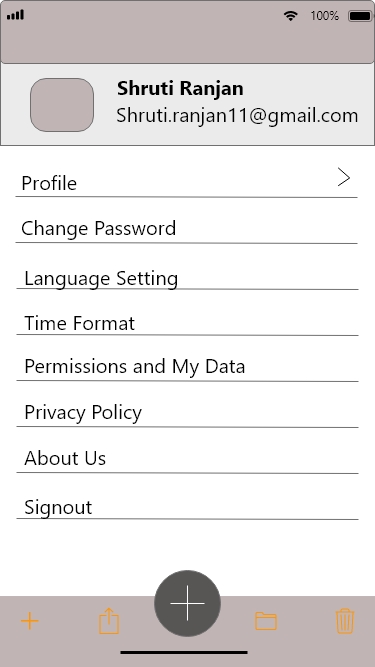 100%
Shruti Ranjan
Shruti.ranjan11@gmail.com
Profile
Change Password
Language Setting
Time Format
Permissions and My Data
Privacy Policy
About Us
Signout